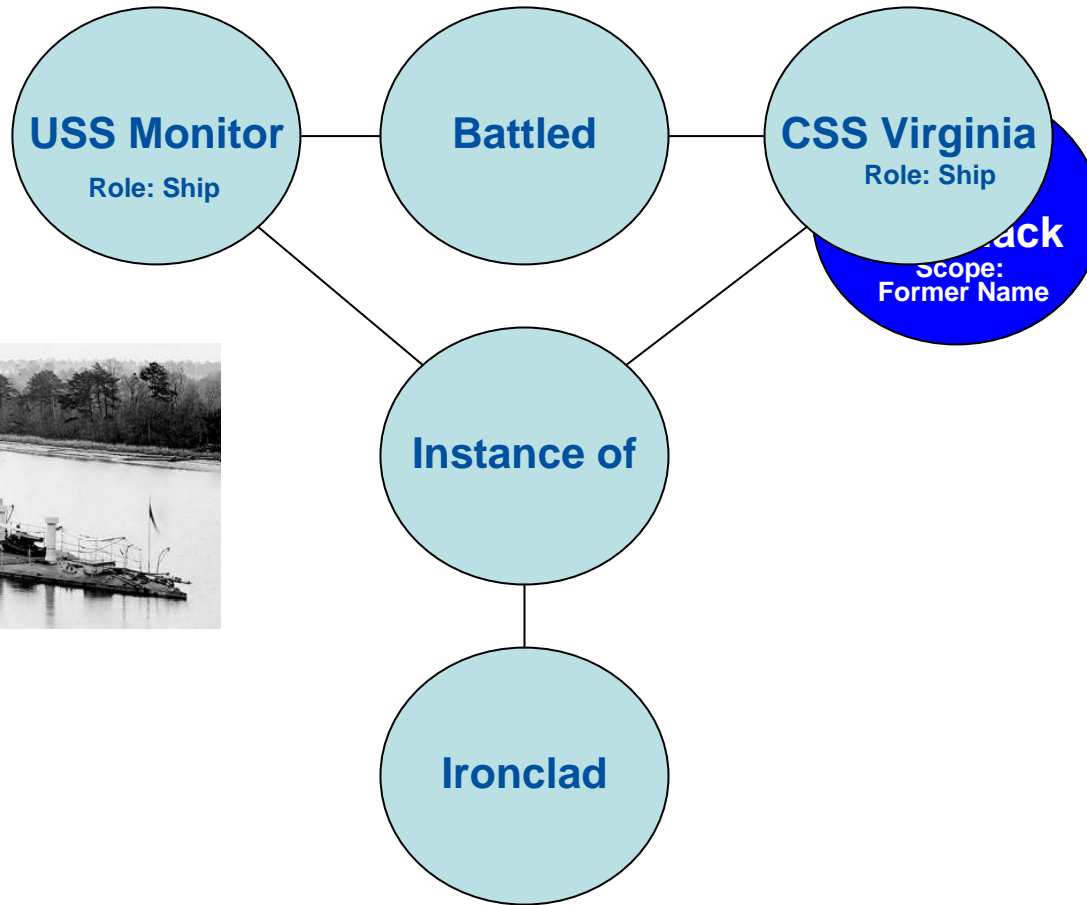 USS Monitor
Role: Ship
Battled
CSS Virginia
Role: Ship
Scope:
Former Name
Instance of
Ironclad